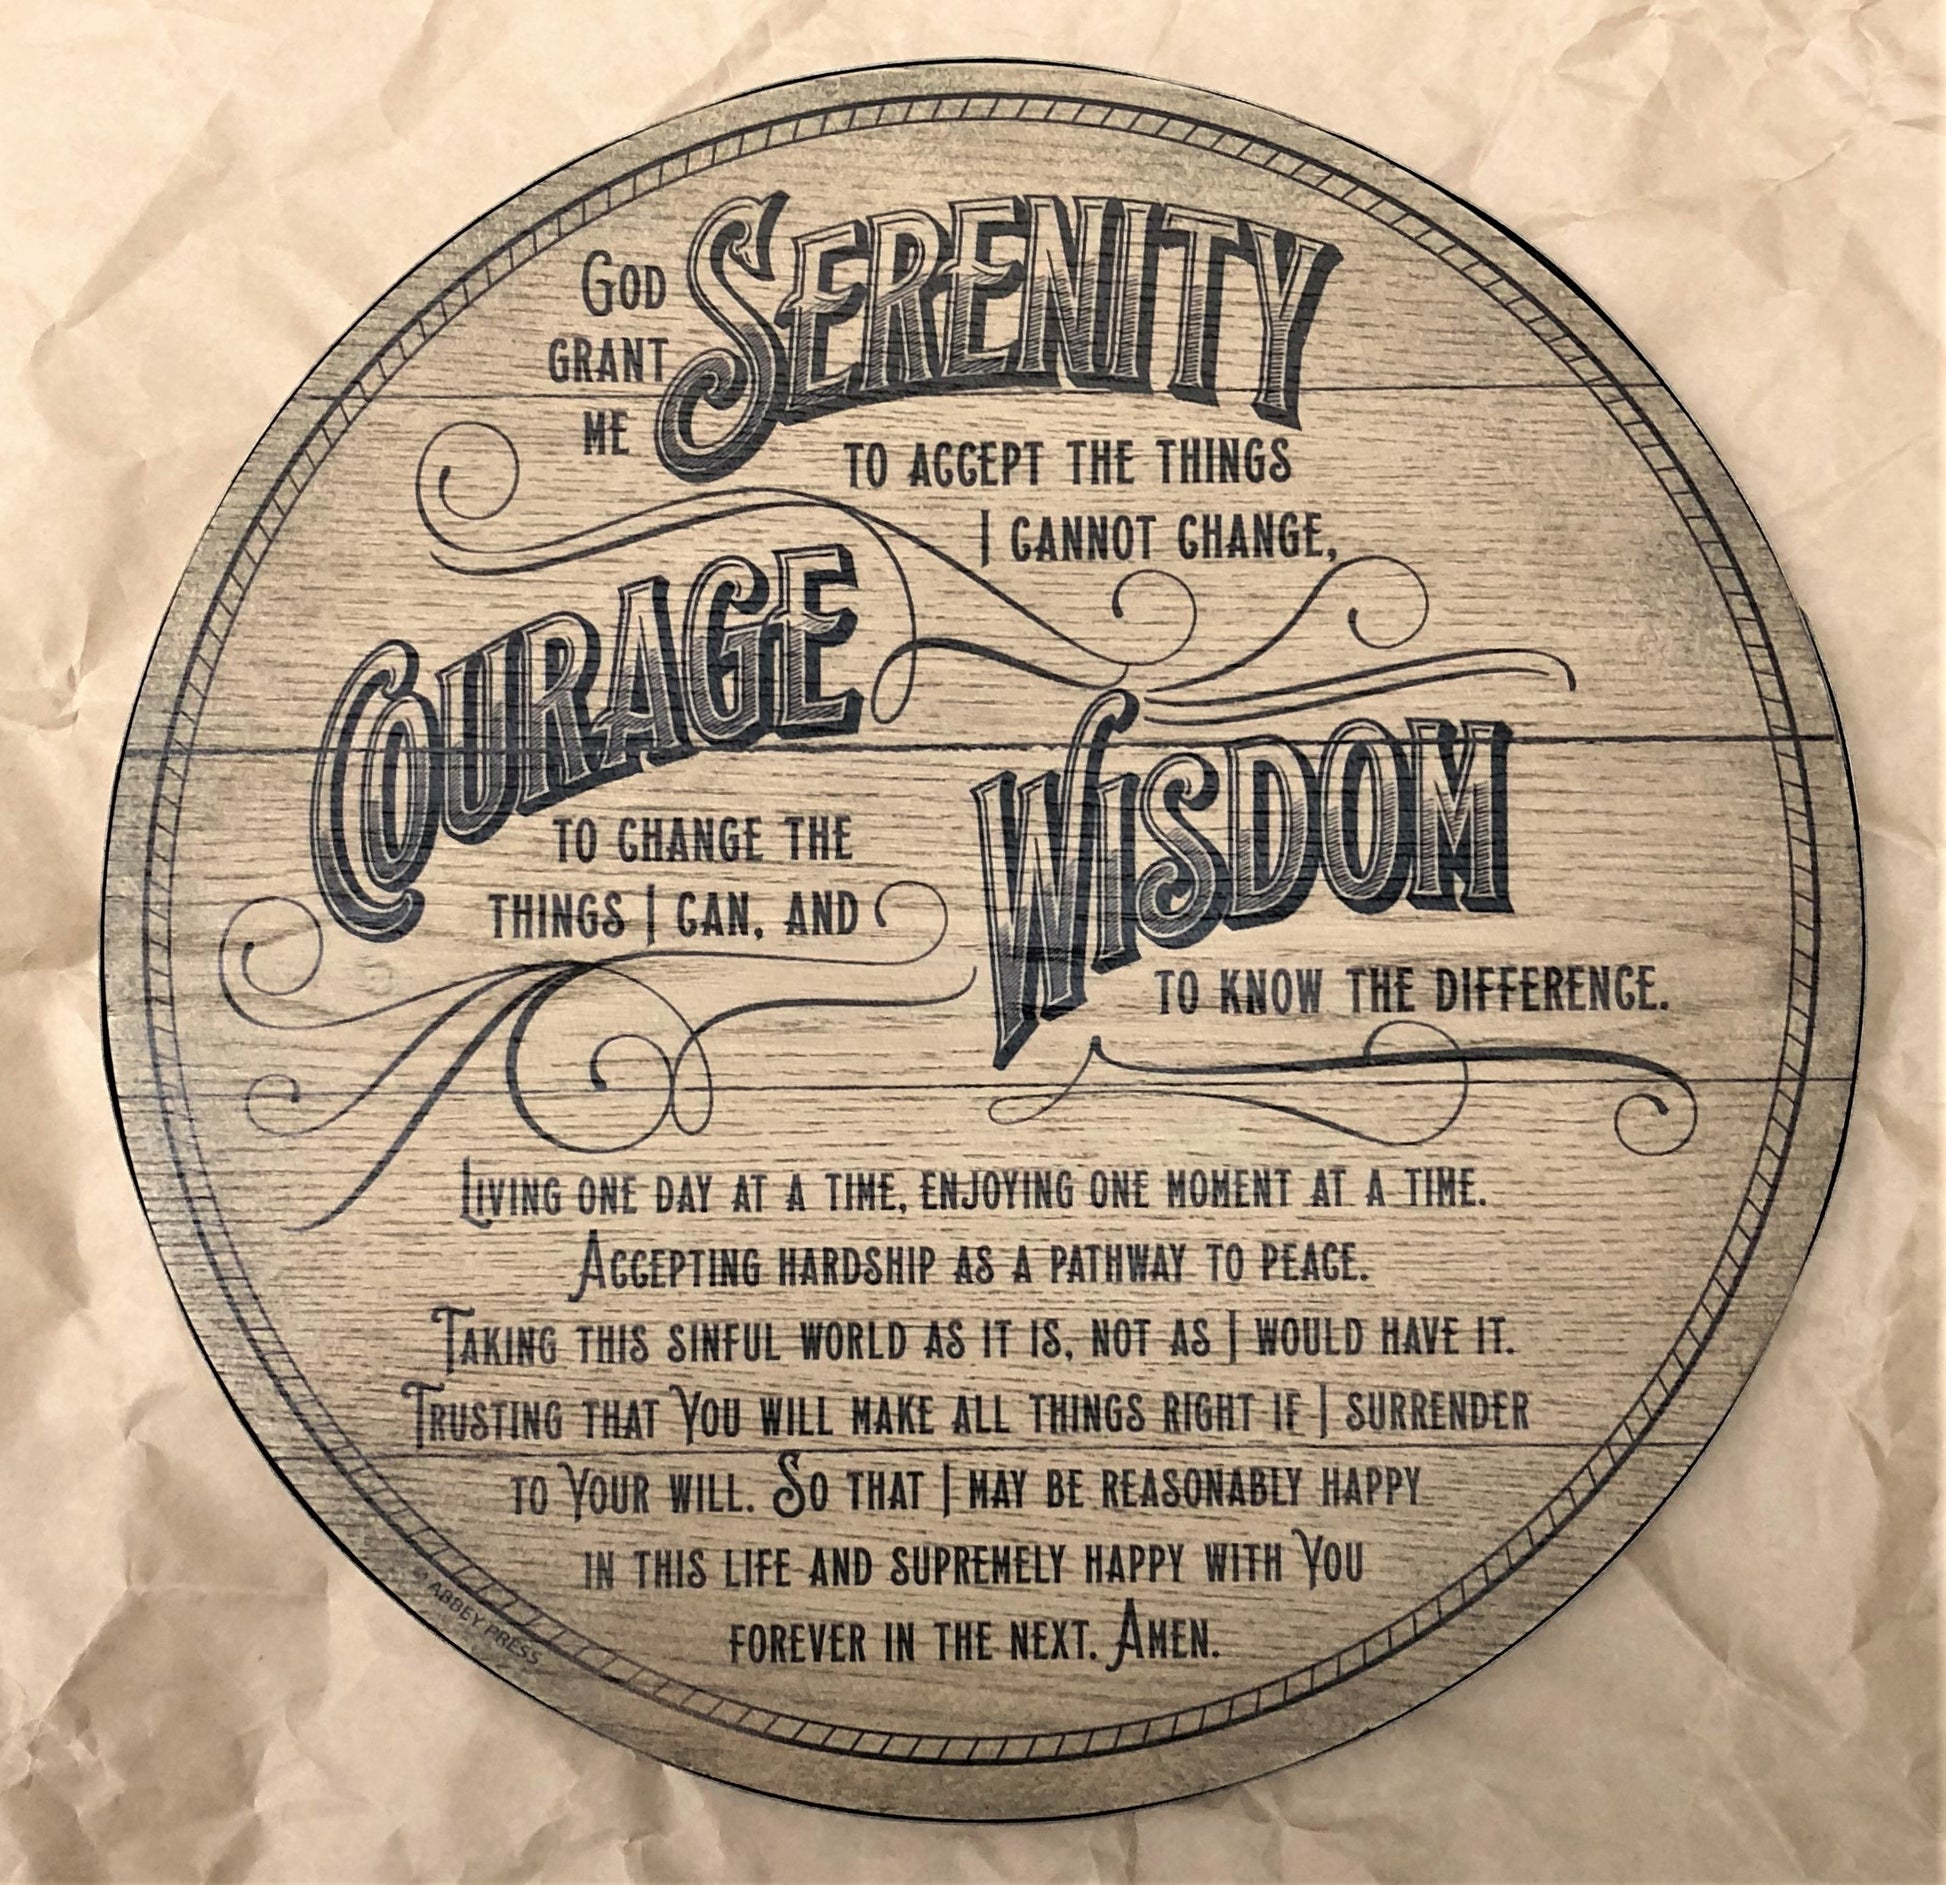 GOD
GRANT
ME
SERENITY
TO ACCEPT THE THINGS
I CANNOT CHANGE,
COURAGE
TO CHANGE THE
THINGS I CAN, AND
WISDOM
TO KNOW THE DIFFERENCE.
LIVING ONE DAY AT A TIME, ENJOYING ONE MOMENT AT A TIME.
ACCEPTING HARDSHIP AS A PATHWAY TO PEACE.
TAKING THIS SINFUL WORLD AS IT IS, NOT AS I WOULD HAVE IT.
TRUSTING THAT YOU WILL MAKE ALL THINGS RIGHT IF I SURRENDER
TO YOUR WILL. SO THAT I MAY BE REASONABLY HAPPY
IN THIS LIFE AND SUPREMELY HAPPY WITH YOU
FOREVER IN THE NEXT. AMEN.
© ABBEY PRESS